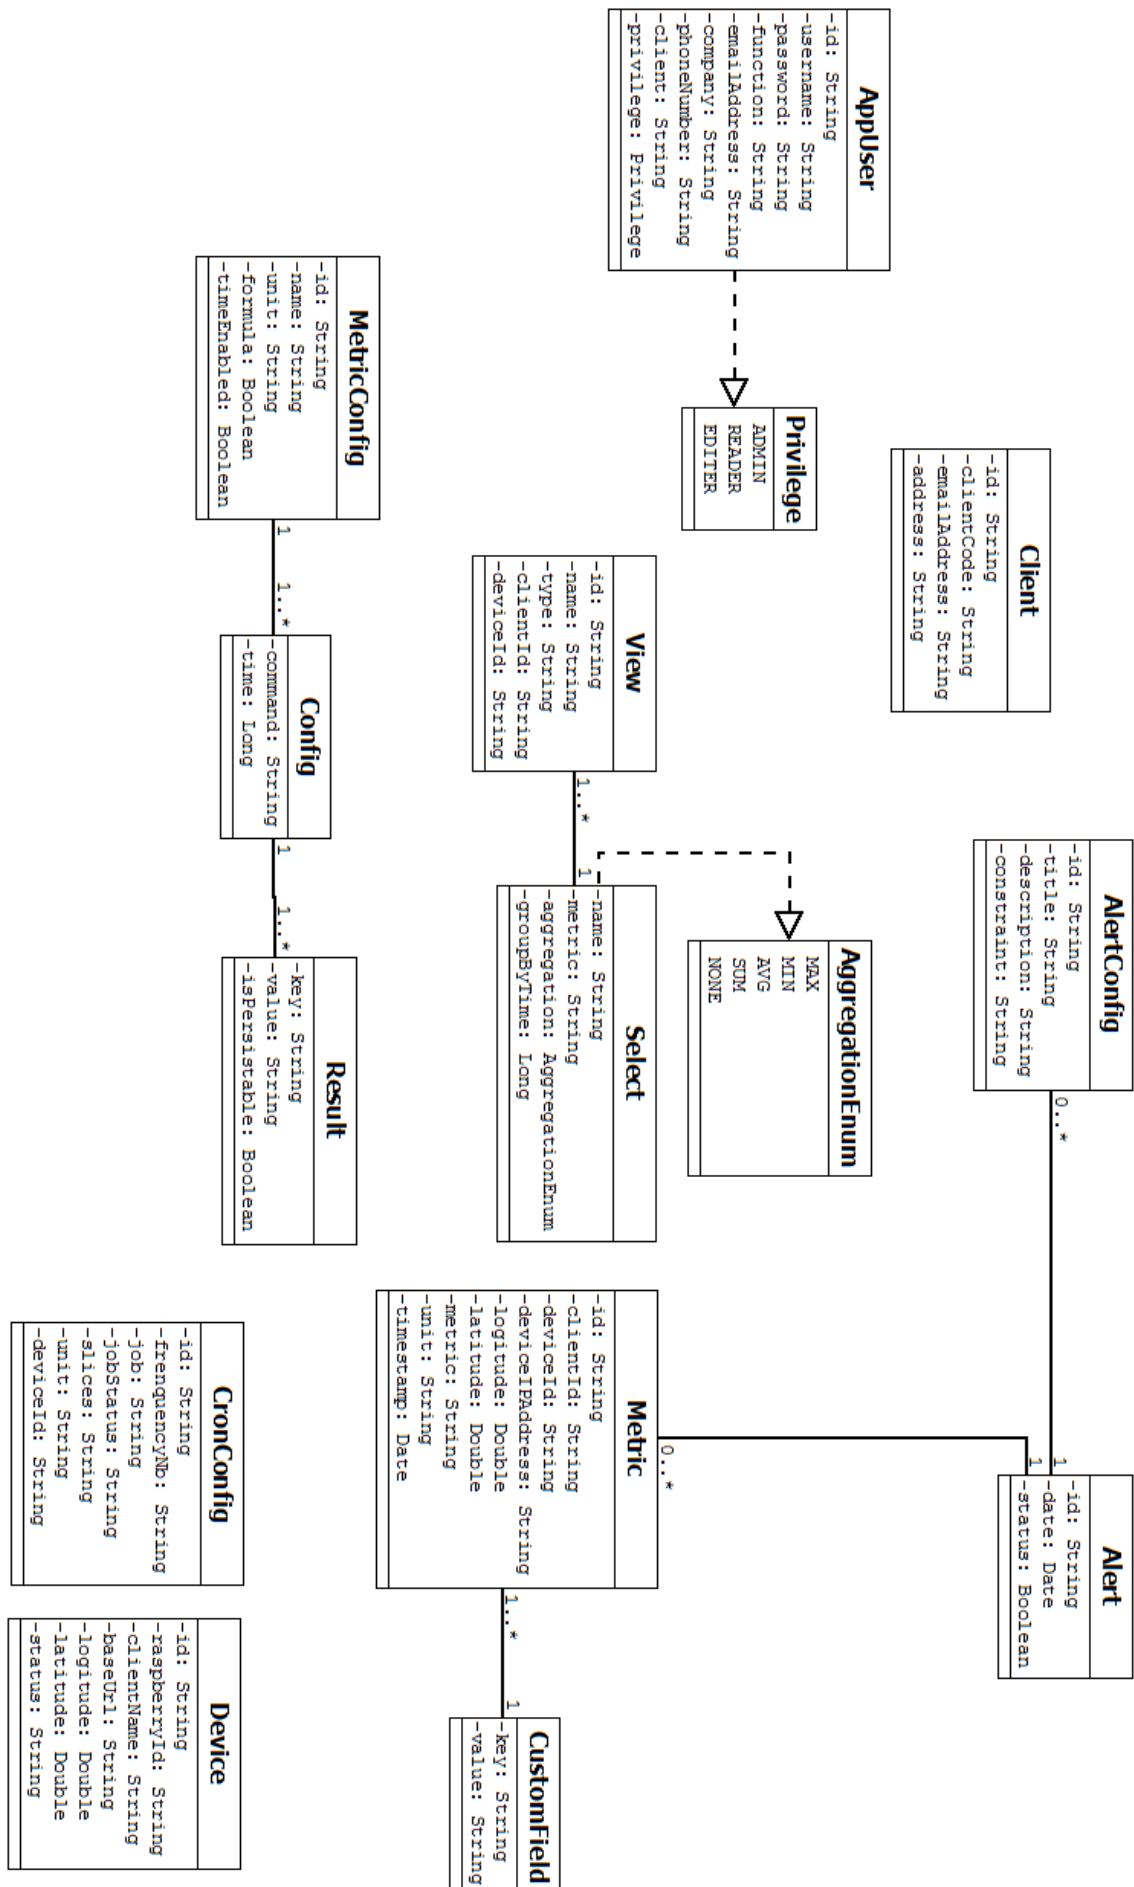 AppUser
-id: String
-username: String
-password: String
-function: String
-emailAddress: String
-company: String
-phoneNumber: String
-client: String
-privilege: Privilege
Privilege
ADMIN
READER
EDITER
Client
-id: String
-clientCode: String
-emailAddress: String
-address: String
AlertConfig
-id: String
-title: String
-description: String
-constraint: String
0..*
1
Alert
-id: String
-date: Date
-status: Boolean
1
0..*
AggregationEnum
MAX
MIN
AVG
SUM
NONE
View
-id: String
-name: String
-type: String
-clientId: String
-deviceId: String
1..*
1
Select
-name: String
-metric: String
-aggregation: AggregationEnum
-groupByTime: Long
Metric
-id: String
-clientId: String
-deviceId: String
-deviceIPAddress: String
-logitude: Double
-latitude: Double
-metric: String
-unit: String
-timestamp: Date
1..*
1
CustomField
-key: String
-value: String
MetricConfig
-id: String
-name: String
-unit: String
-formula: Boolean
-timeEnabled: Boolean
1
1..*
Config
-command: String
-time: Long
1
1..*
Result
-key: String
-value: String
-isPersistable: Boolean
CronConfig
-id: String
-frenquencyNb: String
-job: String
-jobStatus: String
-slices: String
-unit: String
-deviceId: String
Device
-id: String
-raspberryId: String
-clientName: String
-baseUrl: String
-logitude: Double
-latitude: Double
-status: String